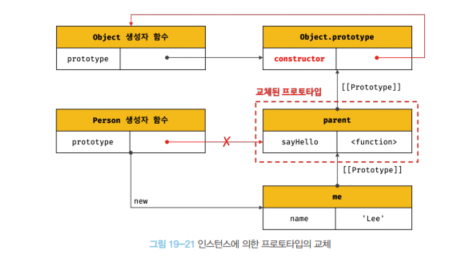 Object 생성자 함수
prototype
Object.prototype
constructor
[[Prototype]]
교체된 프로토타입
Person 생성자 함수
prototype
X
parent
sayHello
<function>
[[Prototype]]
new
me
name
'Lee'
그림 19-21 인스턴스에 의한 프로토타입의 교체